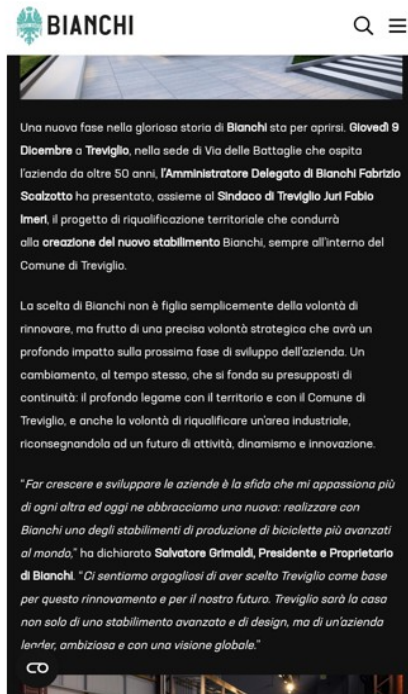 BIANCHI
Una nuova fase nella gloriosa storia di Bianchi sta per aprirsi. Giovedì 9
Dicembre a Treviglio, nella sede di Via delle Battaglie che ospita
l'azienda da oltre 50 anni, l'Amministratore Delegato di Bianchi Fabrizio
Scalzotto ha presentato, assieme al Sindaco di Treviglio Juri Fabio
Imeri, il progetto di riqualificazione territoriale che condurrà
alla creazione del nuovo stabilimento Bianchi, sempre all'interno del
Comune di Treviglio.
La scelta di Bianchi non è figlia semplicemente della volontà di
rinnovare, ma frutto di una precisa volontà strategica che avrà un
profondo impatto sulla prossima fase di sviluppo dell'azienda. Un
cambiamento, al tempo stesso, che si fonda su presupposti di
continuità: il profondo legame con il territorio e con il Comune di
Treviglio, e anche la volontà di riqualificare un'area industriale,
riconsegnandola ad un futuro di attività, dinamismo e innovazione.
"Far crescere e sviluppare le aziende è la sfida che mi appassiona più
di ogni altra ed oggi ne abbracciamo una nuova: realizzare con
Bianchi uno degli stabilimenti di produzione di biciclette più avanzati
al mondo," ha dichiarato Salvatore Grimaldi, Presidente e Proprietario
di Bianchi. "Ci sentiamo orgogliosi di aver scelto Treviglio come base
per questo rinnovamento e per il nostro futuro. Treviglio sarà la casa
non solo di uno stabilimento avanzato e di design, ma di un'azienda
leader, ambiziosa e con una visione globale."